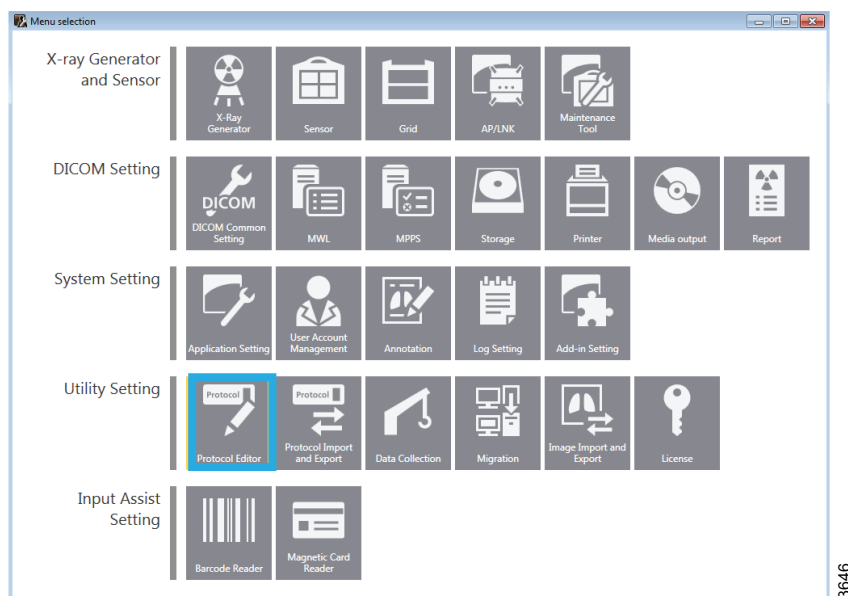 Menu selection
X-ray Generator
and Sensor
X-Ray
Generator
Sensor
Grid
AP/LNK
Maintenance
Tool
DICOM Setting
DICOM
DICOM Common
Setting
MWL
MPPS
Storage
Printer
Media output
Report
System Setting
Application Setting
User Account
Management
Annotation
Log Setting
Add-in Setting
Utility Setting
Protocol
Protocol Editor
Protocol
Protocol Import
and Export
Data Collection
Migration
Image Import and
Export
License
Input Assist
Setting
Barcode Reader
Magnetic Card
Reader